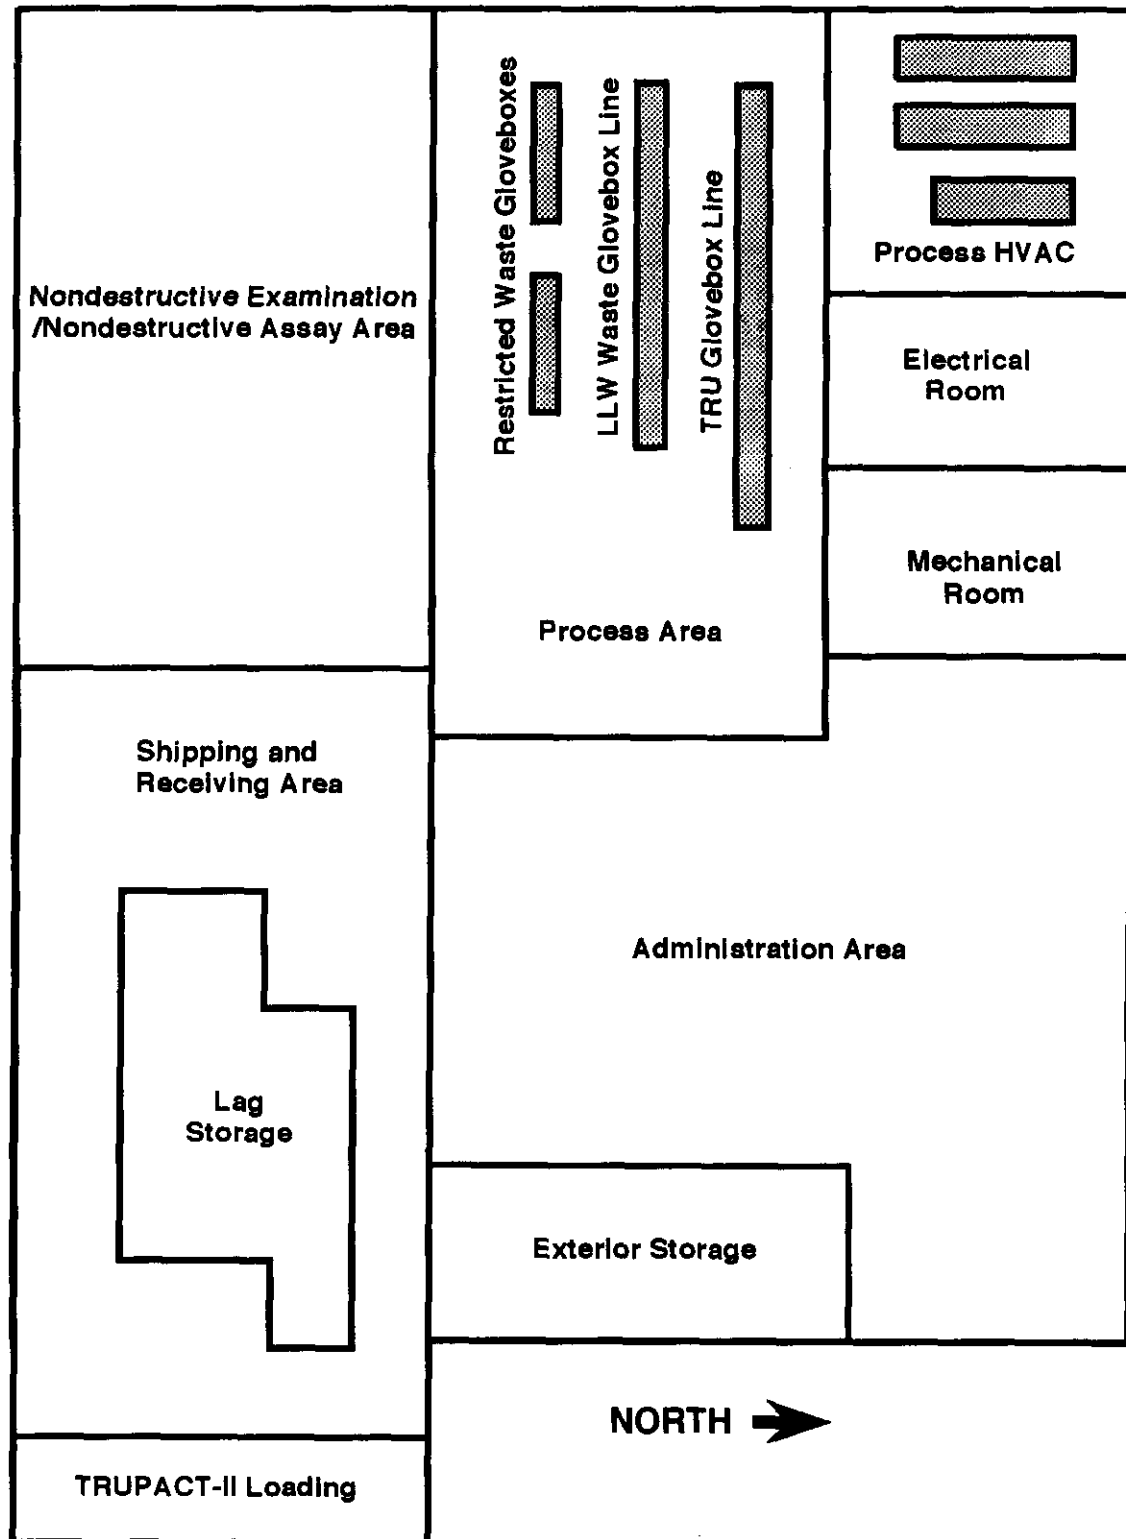 Nondestructive Examination
/Nondestructive Assay Area
Restricted Waste Gloveboxes
LLW Waste Glovebox Line
TRU Glovebox Line
Process Area
Process HVAC
Electrical
Room
Mechanical
Room
Shipping and
Receiving Area
Lag
Storage
Administration Area
Exterior Storage
NORTH
TRUPACT-II Loading